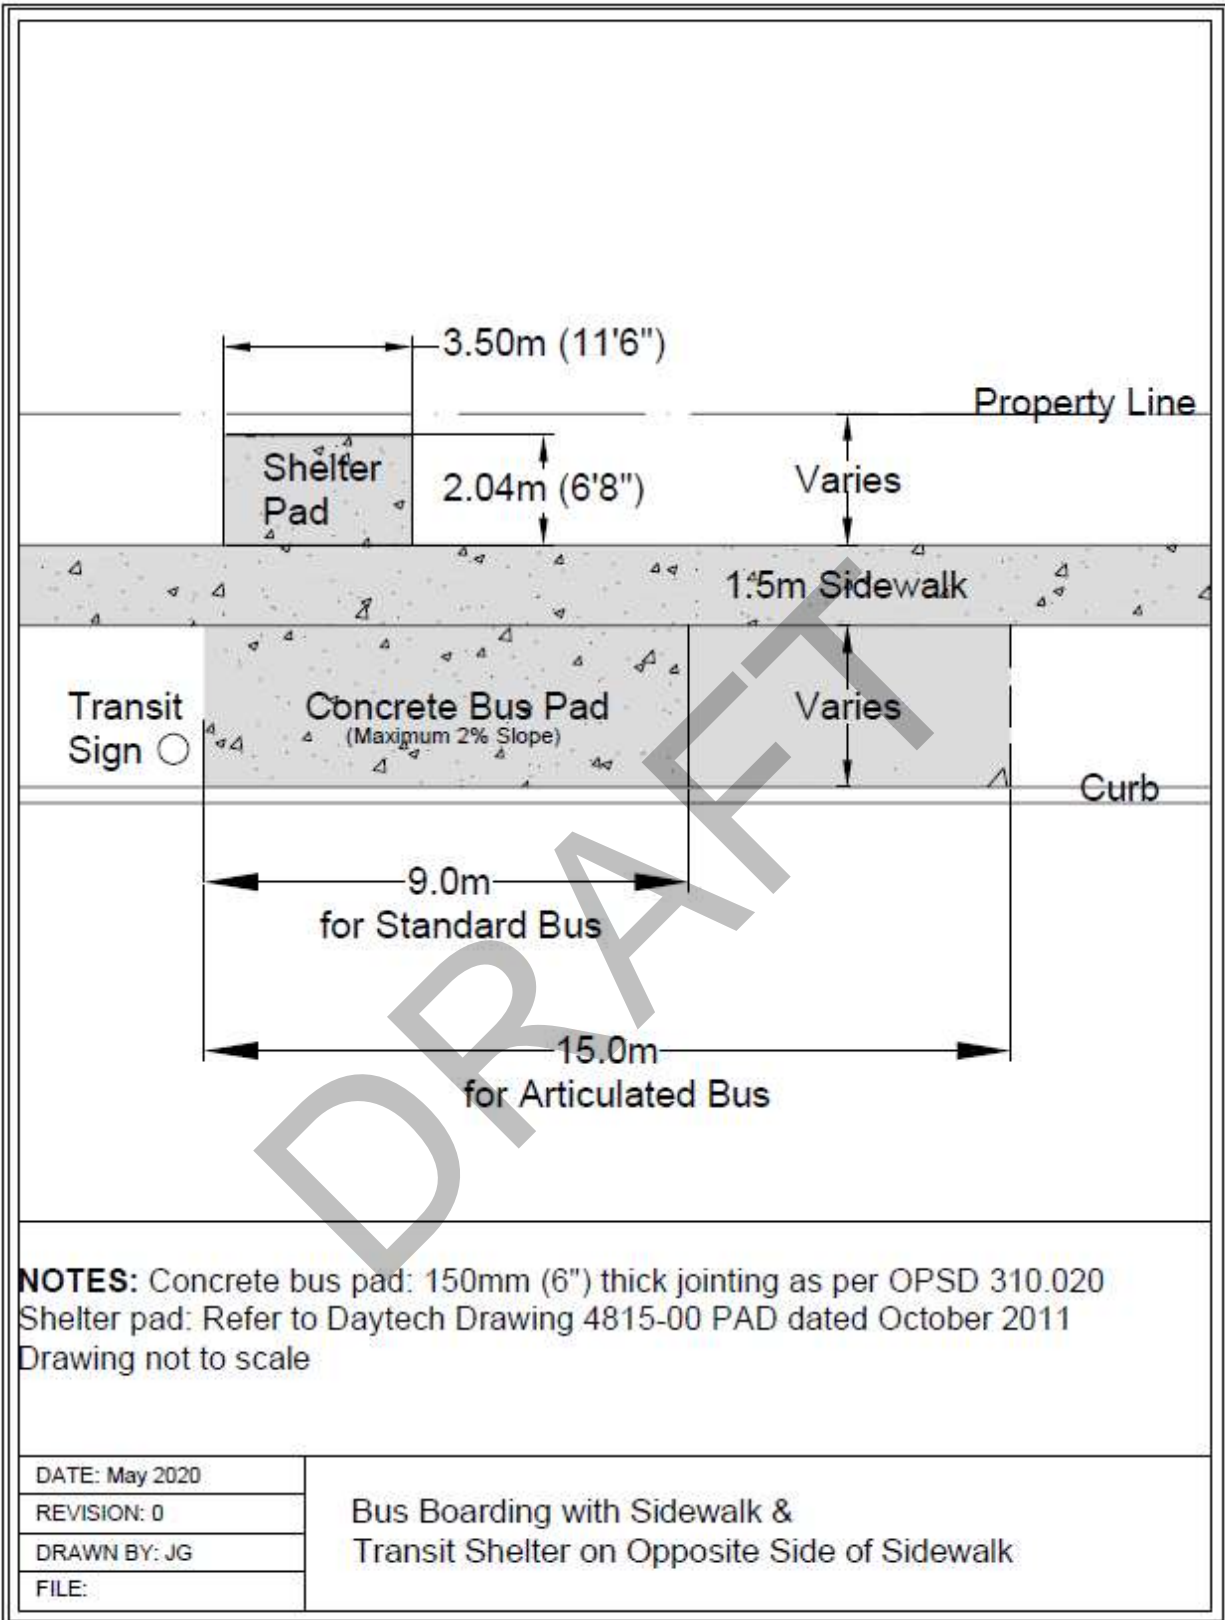 3.50m (11'6")
Property Line
Shelter
Pad
2.04m (6'8")
Varies
1.5m Sidewalk
Transit
Sign
Concrete Bus Pad
(Maximum 2% Slope)
Varies
Curb
9.0m
for Standard Bus
15.0m
for Articulated Bus
DRAFT
NOTES: Concrete bus pad: 150mm (6") thick jointing as per OPSD 310.020
Shelter pad: Refer to Daytech Drawing 4815-00 PAD dated October 2011
Drawing not to scale
DATE: May 2020
REVISION: 0
DRAWN BY: JG
FILE:
Bus Boarding with Sidewalk &
Transit Shelter on Opposite Side of Sidewalk